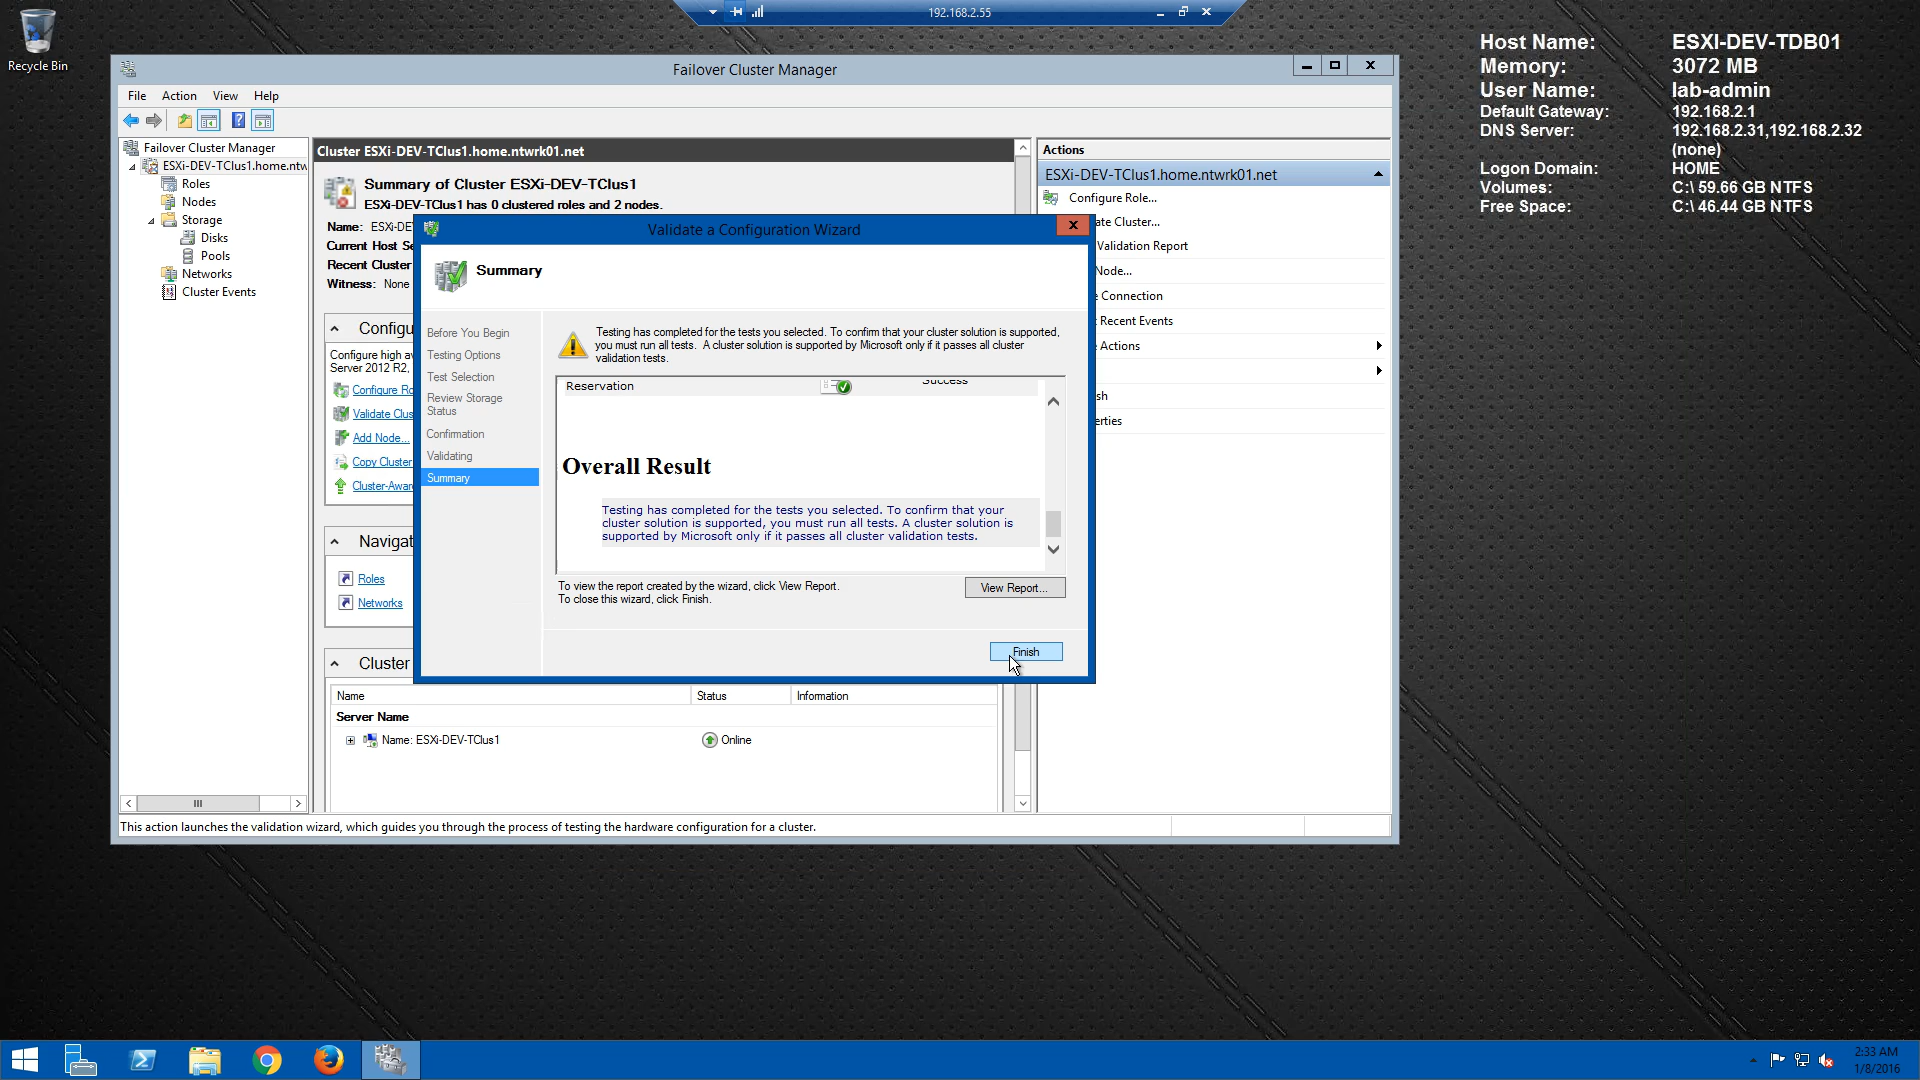 192.168.2.55
Recycle Bin
Host Name: ESXI-DEV-TDB01
Memory: 3072 MB
User Name: lab-admin
Default Gateway: 192.168.2.1
DNS Server: 192.168.2.31,192.168.2.32
(none)
Logon Domain: HOME
Volumes: C:\ 59.66 GB NTFS
Free Space: C:\ 46.44 GB NTFS
Failover Cluster Manager
File Action View Help
Failover Cluster Manager
ESXi-DEV-TClus1.home.ntw
Roles
Nodes
Storage
Disks
Pools
Networks
Cluster Events
Cluster ESXi-DEV-TClus1.home.ntwrk01.net
Summary of Cluster ESXi-DEV-TClus1
ESXi-DEV-TClus1 has 0 clustered roles and 2 nodes.
Name: ESXi-DE
Current Host Se
Recent Cluster
Witness: None
Configu
Configure high av
Server 2012 R2,
Configure Ro
Validate Clus
Add Node...
Copy Cluster
Cluster-Awar
Navigat
Roles
Networks
Cluster
Name Status Information
Server Name
Name: ESXi-DEV-TClus1 Online
Actions
ESXi-DEV-TClus1.home.ntwrk01.net
Configure Role...
ate Cluster...
Validation Report
Node...
e Connection
Recent Events
Actions
sh
erties
Validate a Configuration Wizard
Summary
Before You Begin
Testing Options
Test Selection
Review Storage
Status
Confirmation
Validating
Summary
Testing has completed for the tests you selected. To confirm that your cluster solution is supported,
you must run all tests. A cluster solution is supported by Microsoft only if it passes all cluster
validation tests.
Reservation Success
Overall Result
Testing has completed for the tests you selected. To confirm that your
cluster solution is supported, you must run all tests. A cluster solution is
supported by Microsoft only if it passes all cluster validation tests.
To view the report created by the wizard, click View Report.
To close this wizard, click Finish.
View Report...
Finish
This action launches the validation wizard, which guides you through the process of testing the hardware configuration for a cluster.
2:33 AM
1/8/2016